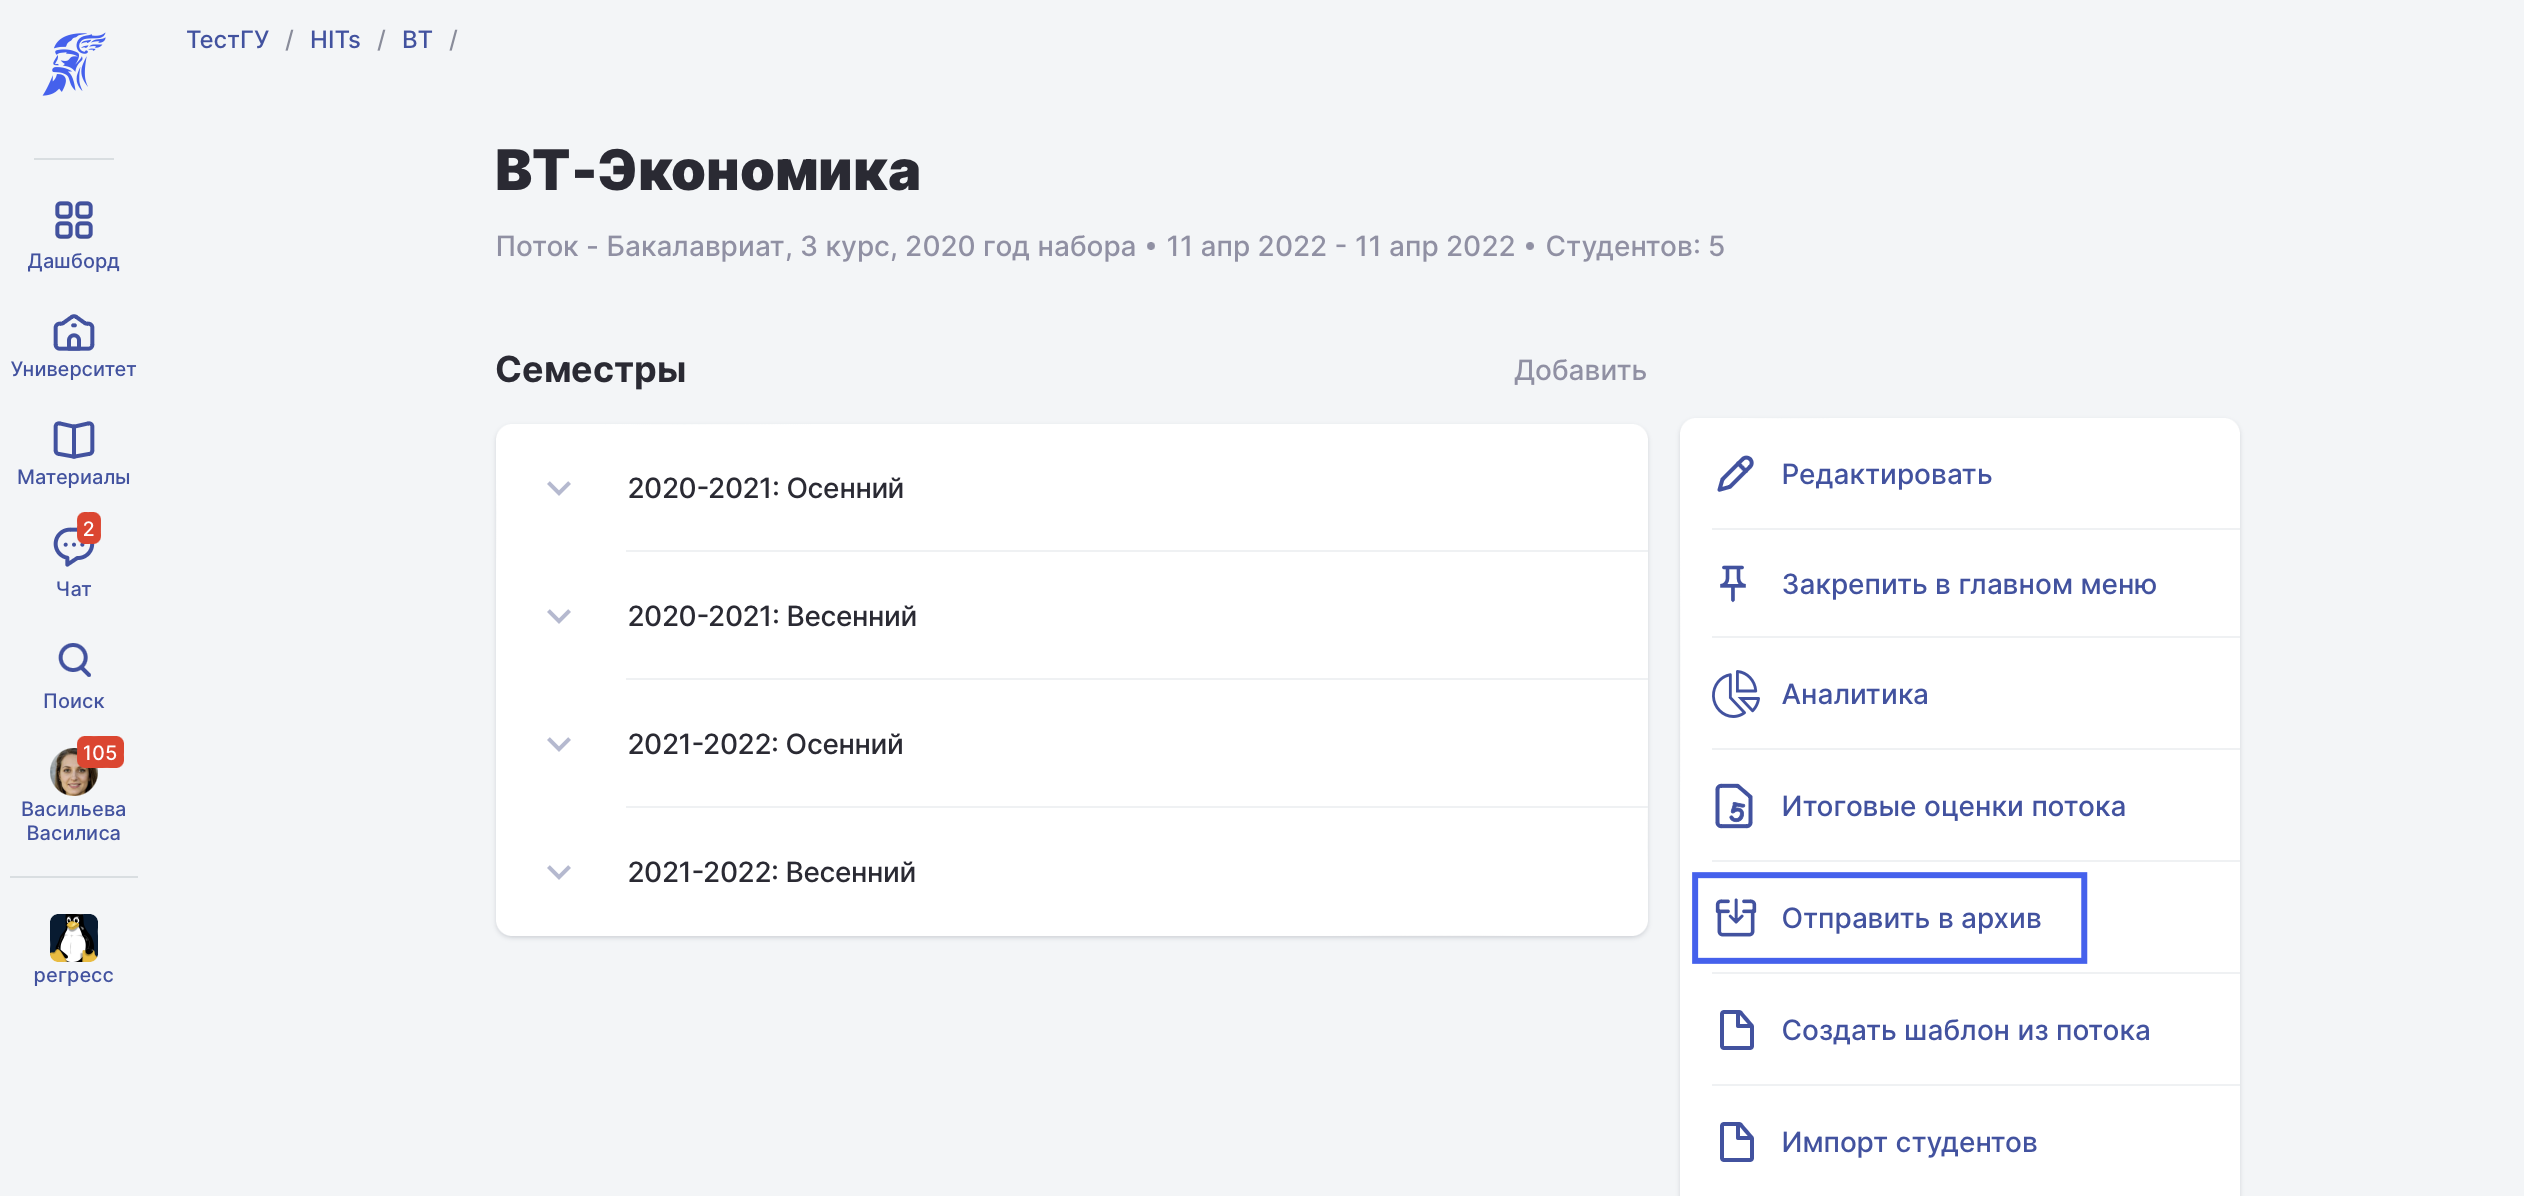 ТестГУ / HITs / ВТ /
Дашборд
Университет
Материалы
2
Чат
Поиск
105
Васильева
Василиса
регресс
ВТ-Экономика
Поток - Бакалавриат, 3 курс, 2020 год набора • 11 апр 2022 - 11 апр 2022 • Студентов: 5
Семестры
Добавить
2020-2021: Осенний
2020-2021: Весенний
2021-2022: Осенний
2021-2022: Весенний
Редактировать
Закрепить в главном меню
Аналитика
5 Итоговые оценки потока
Отправить в архив
Создать шаблон из потока
Импорт студентов